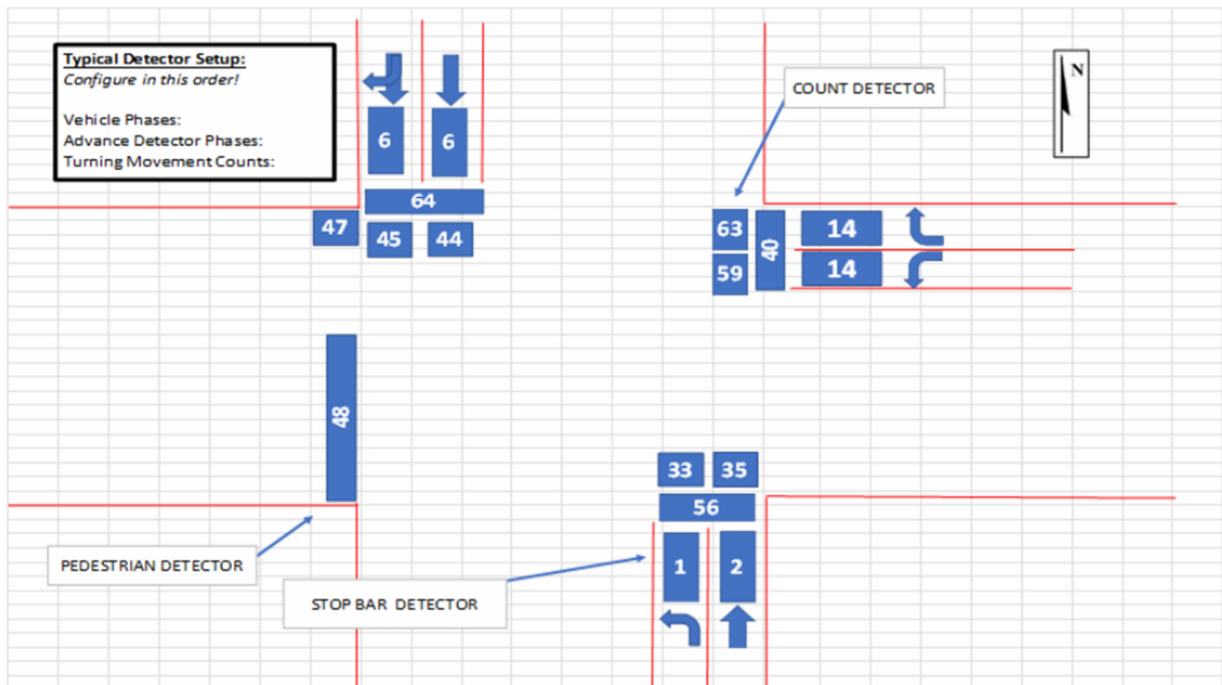 Typical Detector Setup:
Configure in this order!
Vehicle Phases:
Advance Detector Phases:
Turning Movement Counts:
N
COUNT DETECTOR
6 6
64
47 45 44
63 40 14
59 14
48
33 35
56
1 2
PEDESTRIAN DETECTOR
STOP BAR DETECTOR